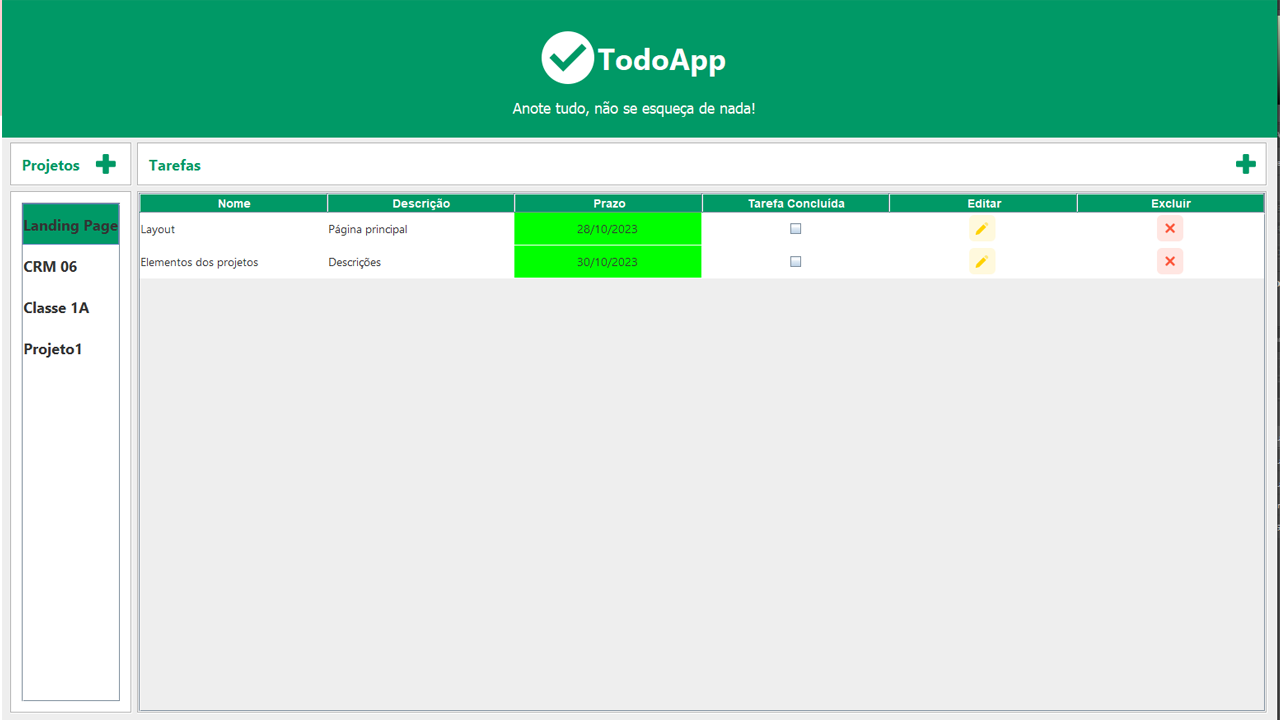 TodoApp
Anote tudo, não se esqueça de nada!
Projetos
Tarefas
Landing Page
CRM 06
Classe 1A
Projeto1
Nome Descrição Prazo Tarefa Concluída Editar Excluir
Layout Página principal 28/10/2023
Elementos dos projetos Descrições 30/10/2023